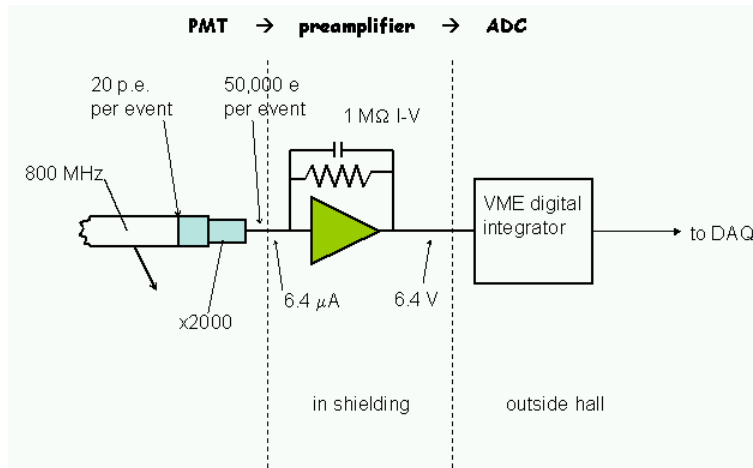 PMT → preamplifier → ADC
20 p.e.
per event
50,000 e
per event
1 MΩ I-V
800 MHz
VME digital
integrator
to DAQ
x2000
6.4 μA
6.4 V
in shielding
outside hall